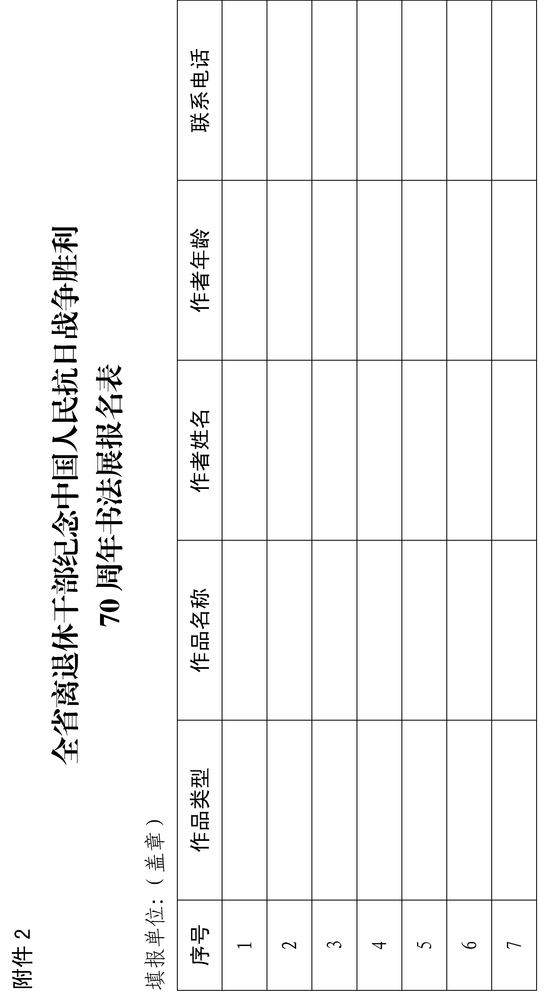 附件 2
全省离退休干部纪念中国人民抗日战争胜利
70 周年书法展报名表
填报单位：（盖章）
序号 作品类型 作品名称 作者姓名 作者年龄 联系电话
1
2
3
4
5
6
7